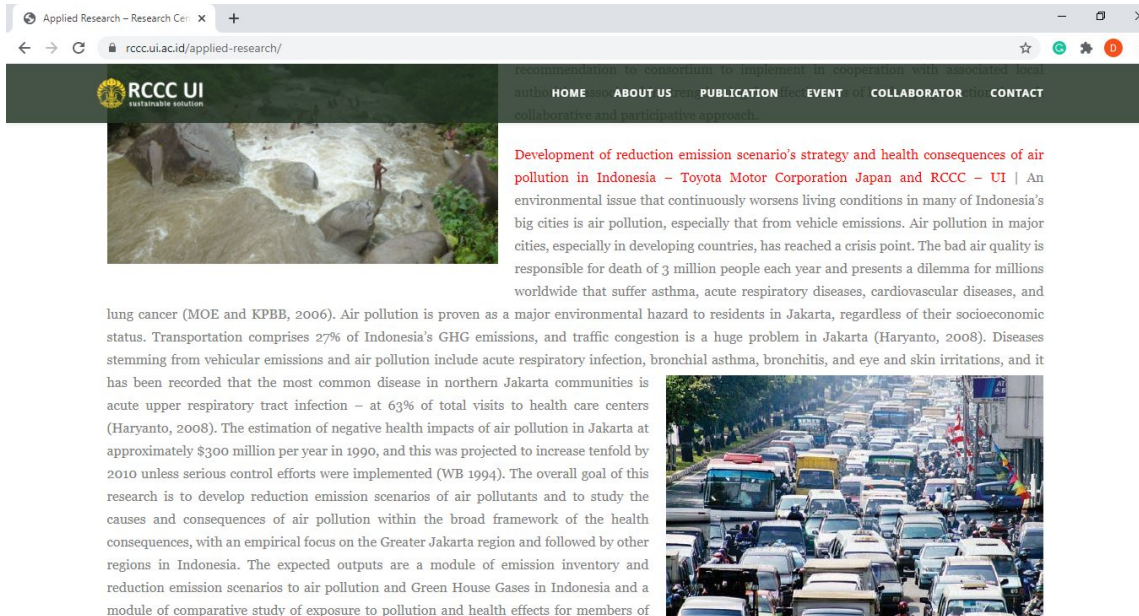 Applied Research – Research Cen
rccc.ui.ac.id/applied-research/
D
RCCC UI
sustainable solution
HOME ABOUT US PUBLICATION EVENT COLLABORATOR CONTACT
recommendation to consortium to implement in cooperation with associated local
collaborative and participative approach.
Development of reduction emission scenario's strategy and health consequences of air
pollution in Indonesia – Toyota Motor Corporation Japan and RCCC – UI | An
environmental issue that continuously worsens living conditions in many of Indonesia's
big cities is air pollution, especially that from vehicle emissions. Air pollution in major
cities, especially in developing countries, has reached a crisis point. The bad air quality is
responsible for death of 3 million people each year and presents a dilemma for millions
worldwide that suffer asthma, acute respiratory diseases, cardiovascular diseases, and
lung cancer (MOE and KPBB, 2006). Air pollution is proven as a major environmental hazard to residents in Jakarta, regardless of their socioeconomic
status. Transportation comprises 27% of Indonesia's GHG emissions, and traffic congestion is a huge problem in Jakarta (Haryanto, 2008). Diseases
stemming from vehicular emissions and air pollution include acute respiratory infection, bronchial asthma, bronchitis, and eye and skin irritations, and it
has been recorded that the most common disease in northern Jakarta communities is
acute upper respiratory tract infection – at 63% of total visits to health care centers
(Haryanto, 2008). The estimation of negative health impacts of air pollution in Jakarta at
approximately $300 million per year in 1990, and this was projected to increase tenfold by
2010 unless serious control efforts were implemented (WB 1994). The overall goal of this
research is to develop reduction emission scenarios of air pollutants and to study the
causes and consequences of air pollution within the broad framework of the health
consequences, with an empirical focus on the Greater Jakarta region and followed by other
regions in Indonesia. The expected outputs are a module of emission inventory and
reduction emission scenarios to air pollution and Green House Gases in Indonesia and a
module of comparative study of exposure to pollution and health effects for members of